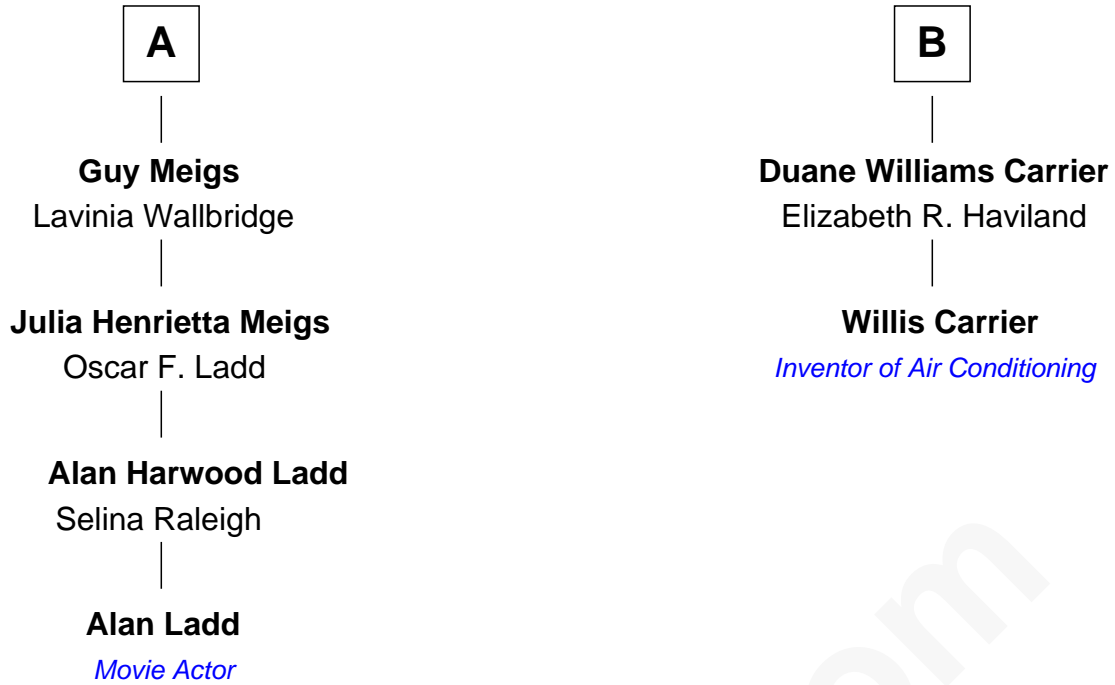 A
Guy Meigs
Lavinia Wallbridge
Julia Henrietta Meigs
Oscar F. Ladd
Alan Harwood Ladd
Selina Raleigh
Alan Ladd
Movie Actor
B
Duane Williams Carrier
Elizabeth R. Haviland
Willis Carrier
Inventor of Air Conditioning
om